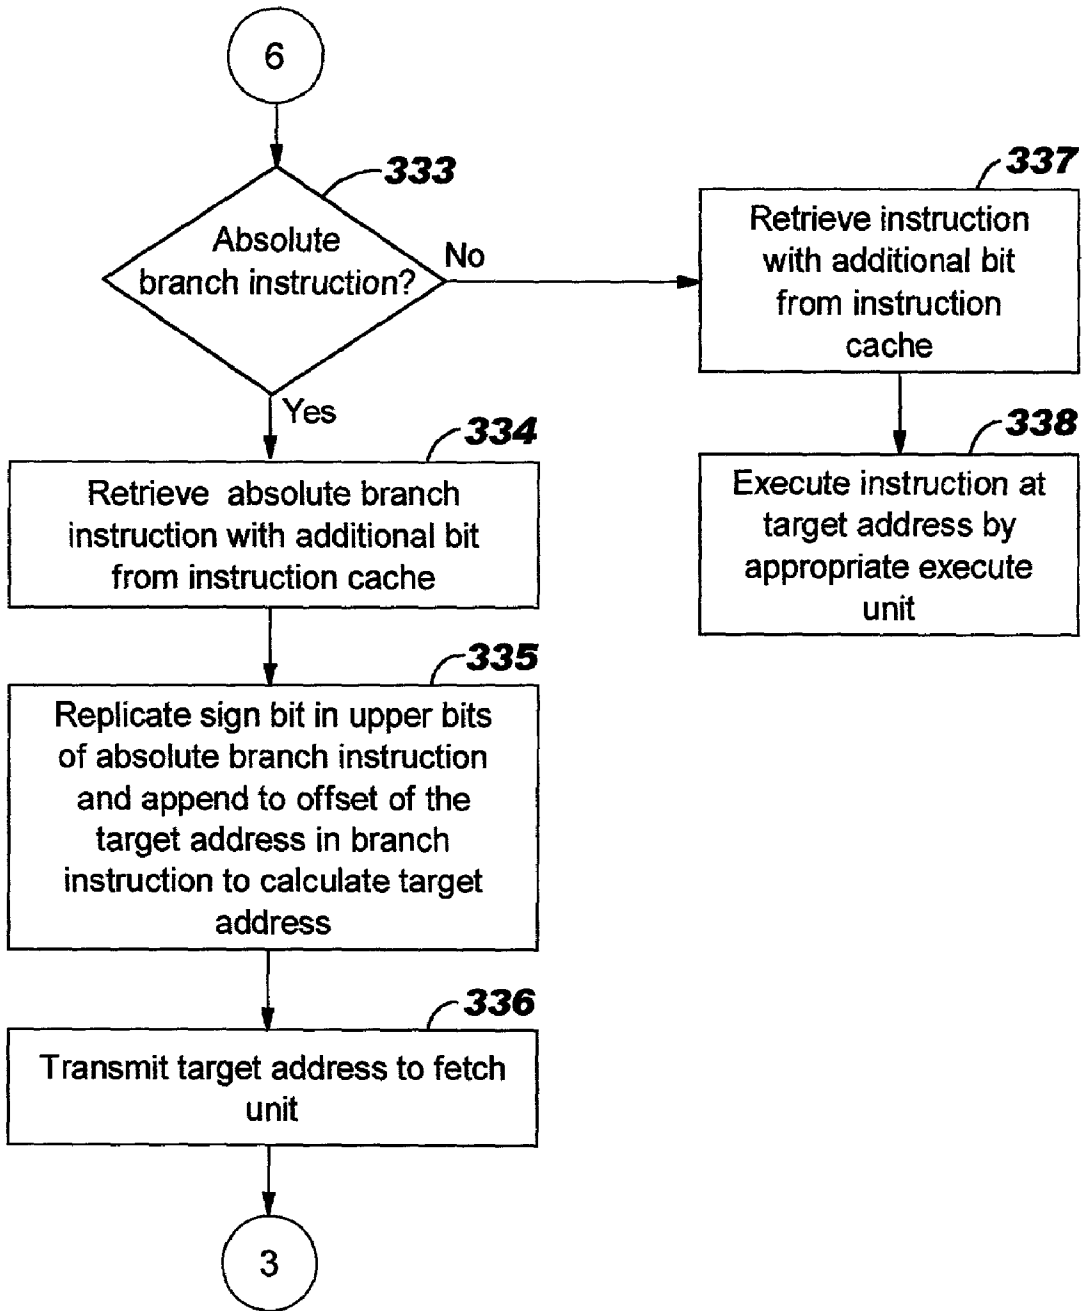 6
333
Absolute
branch instruction?
No
Yes
337
Retrieve instruction
with additional bit
from instruction
cache
338
Execute instruction at
target address by
appropriate execute
unit
334
Retrieve absolute branch
instruction with additional bit
from instruction cache
335
Replicate sign bit in upper bits
of absolute branch instruction
and append to offset of the
target address in branch
instruction to calculate target
address
336
Transmit target address to fetch
unit
3